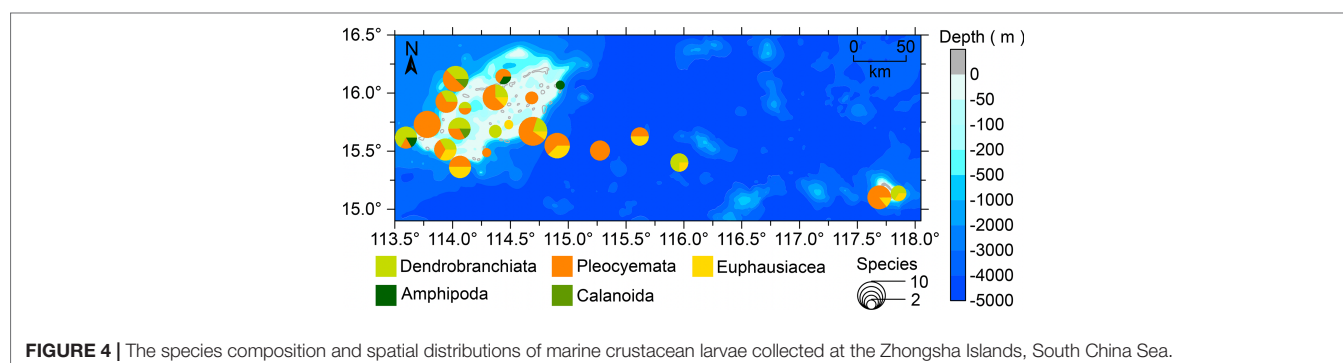 16.5°
16.0°
15.5°
15.0°
N
0 50
km
113.5° 114.0° 114.5° 115.0° 115.5° 116.0° 116.5° 117.0° 117.5° 118.0°
Depth ( m )
0
-50
-100
-200
-500
-1000
-2000
-3000
-4000
-5000
Dendrobranchiata Pleocyemata Euphausiacea
Amphipoda Calanoida
Species
10
2
FIGURE 4 | The species composition and spatial distributions of marine crustacean larvae collected at the Zhongsha Islands, South China Sea.